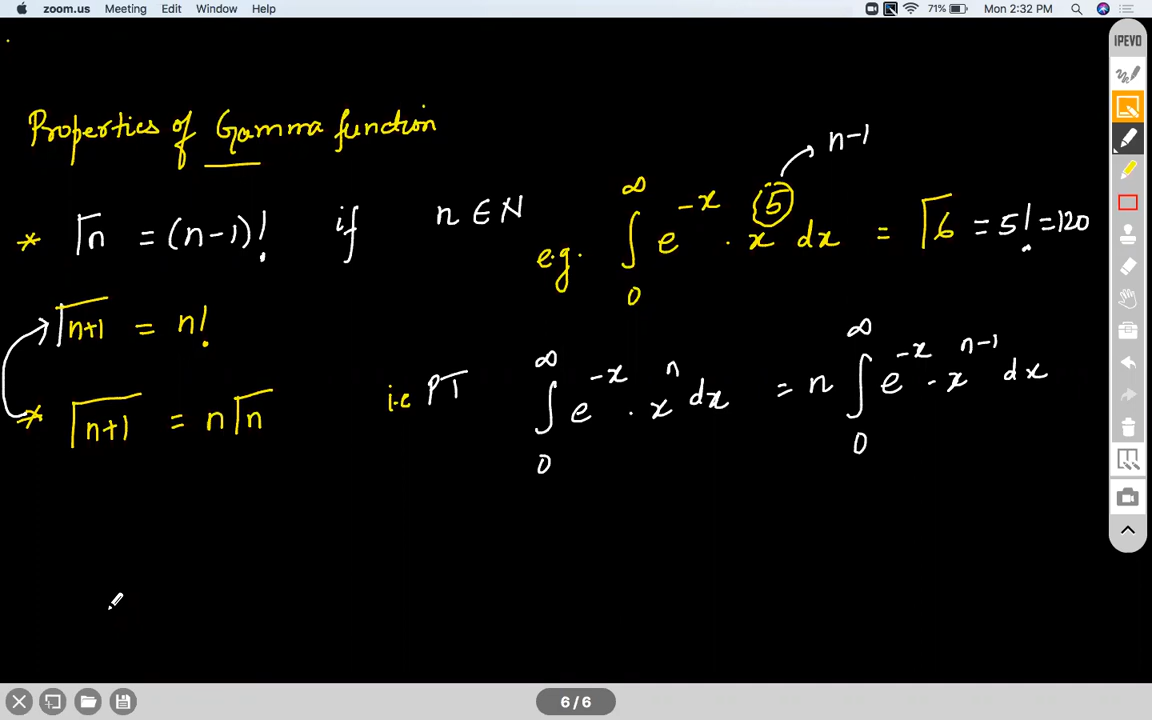 zoom.us Meeting Edit Window Help 71% Mon 2:32 PM
IPEVO
Properties of Gamma function
n-1
* Γn = (n-1)! if n ∈ N e.g. ∫₀^∞ e^-x . x^5 dx = Γ6 = 5! = 120
Γn+1 = n!
* Γn+1 = nΓn i.e PT ∫₀^∞ e^-x . x^n dx = n ∫₀^∞ e^-x . x^n-1 dx
6/6